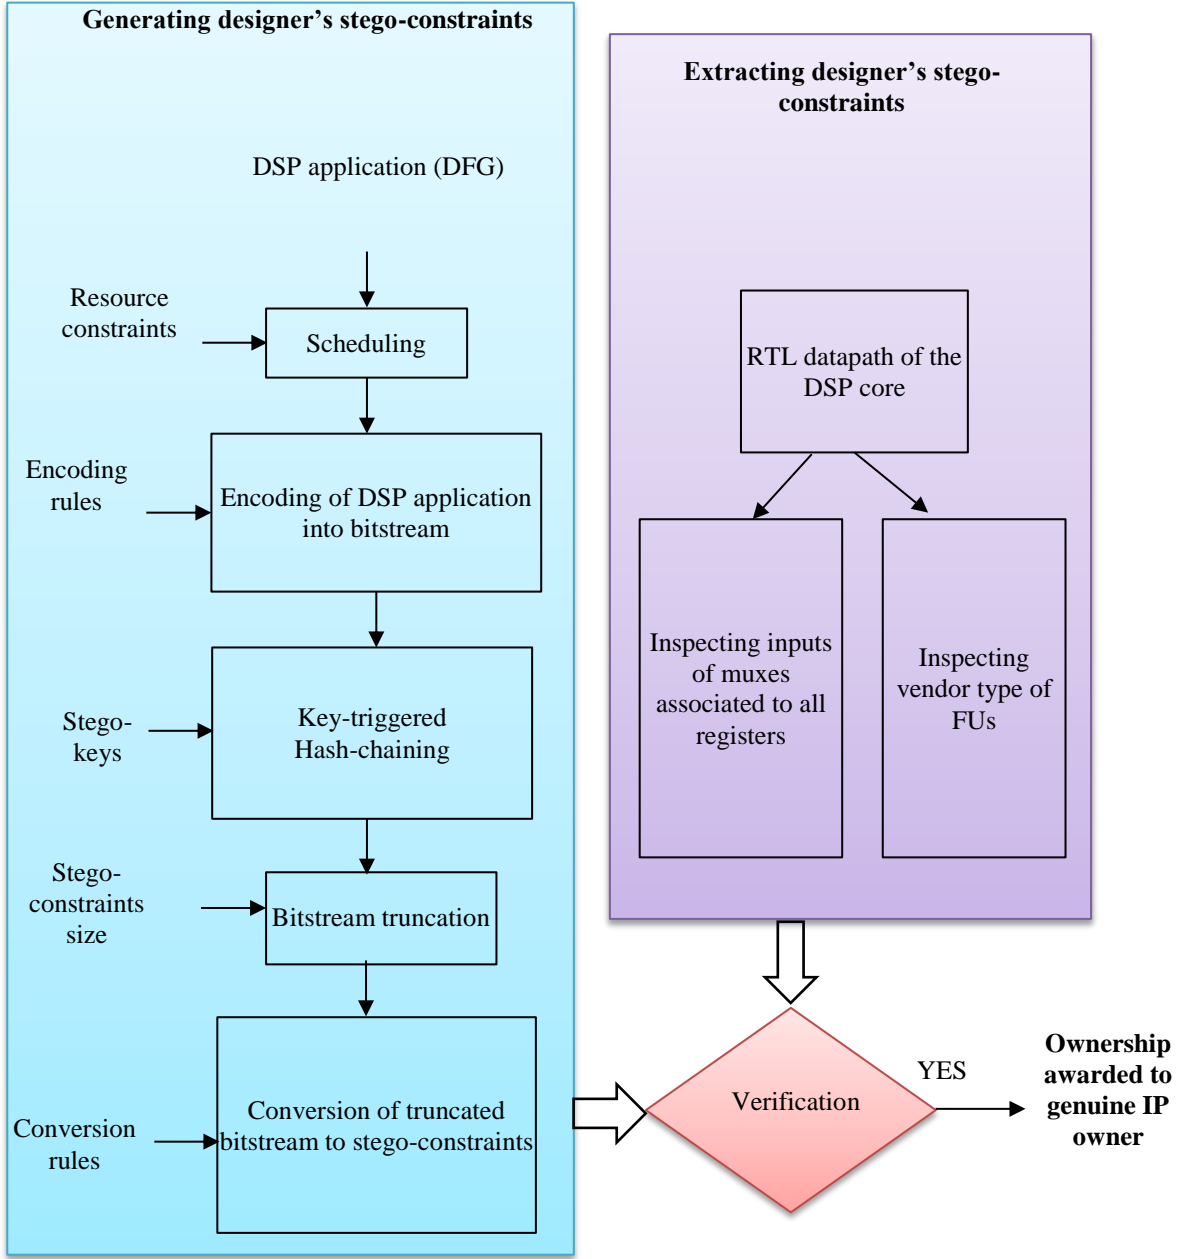 Generating designer’s stego-constraints
DSP application (DFG)
Resource
constraints
Scheduling
Encoding
rules
Encoding of DSP application
into bitstream
Stego-
keys
Key-triggered
Hash-chaining
Stego-
constraints
size
Bitstream truncation
Conversion
rules
Conversion of truncated
bitstream to stego-constraints
Extracting designer’s stego-
constraints
RTL datapath of the
DSP core
Inspecting inputs
of muxes
associated to all
registers
Inspecting
vendor type of
FUs
Verification
YES
Ownership
awarded to
genuine IP
owner